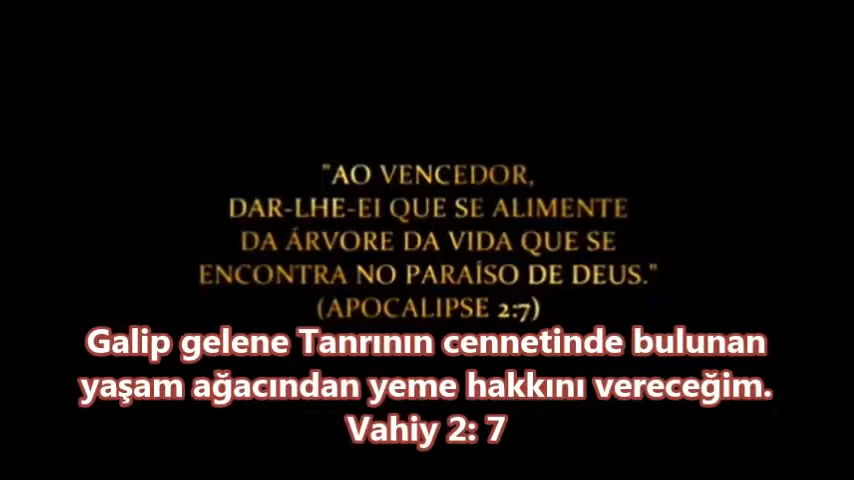 "AO VENCEDOR,
DAR-LHE-EI QUE SE ALIMENTE
DA ÁRVORE DA VIDA QUE SE
ENCONTRA NO PARAÍSO DE DEUS."
(APOCALIPSE 2:7)
Galip gelene Tanrının cennetinde bulunan
yaşam ağacından yeme hakkını vereceğim.
Vahiy 2: 7